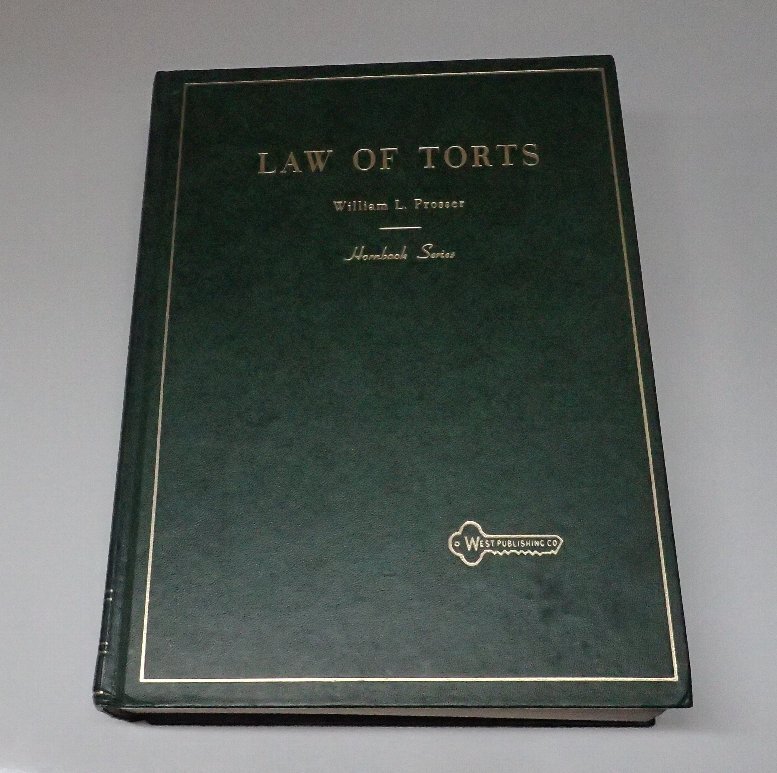 LAW OF TORTS
William L. Prosser
Hornbook Series
WEST PUBLISHING CO